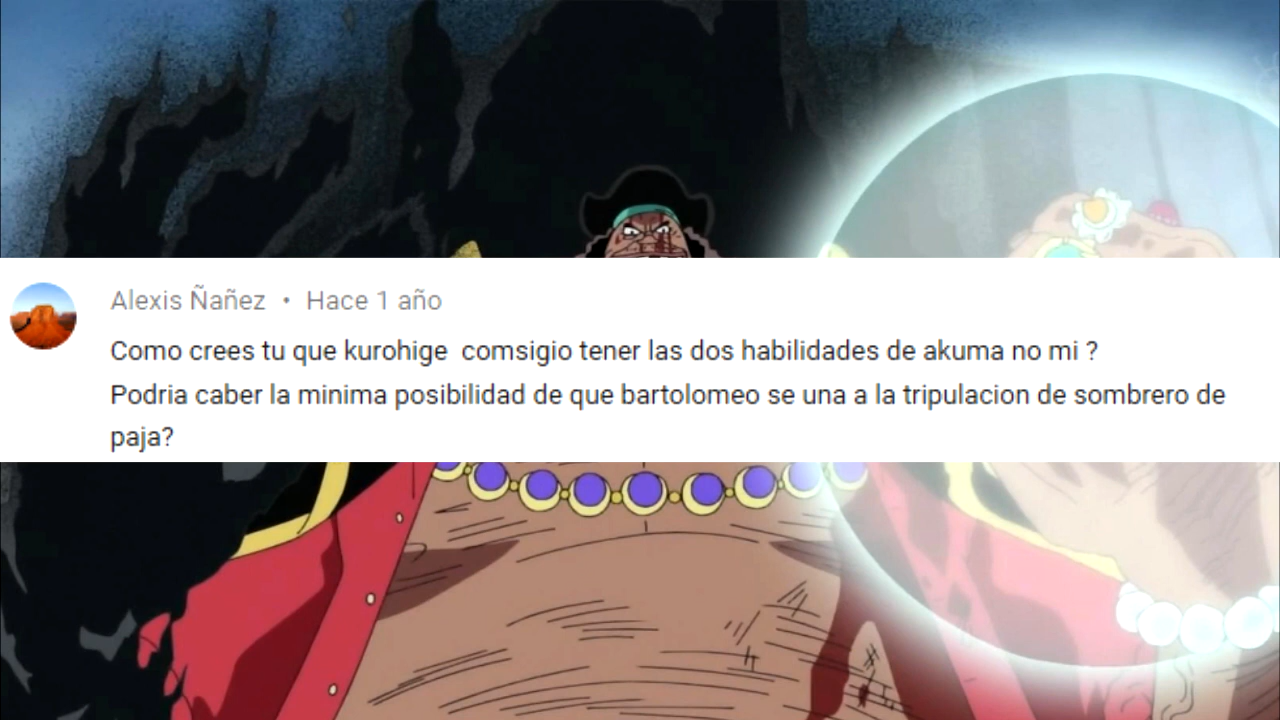 Alexis Ñañez • Hace 1 año
Como crees tu que kurohige comsigio tener las dos habilidades de akuma no mi ?
Podria caber la minima posibilidad de que bartolomeo se una a la tripulacion de sombrero de
paja?